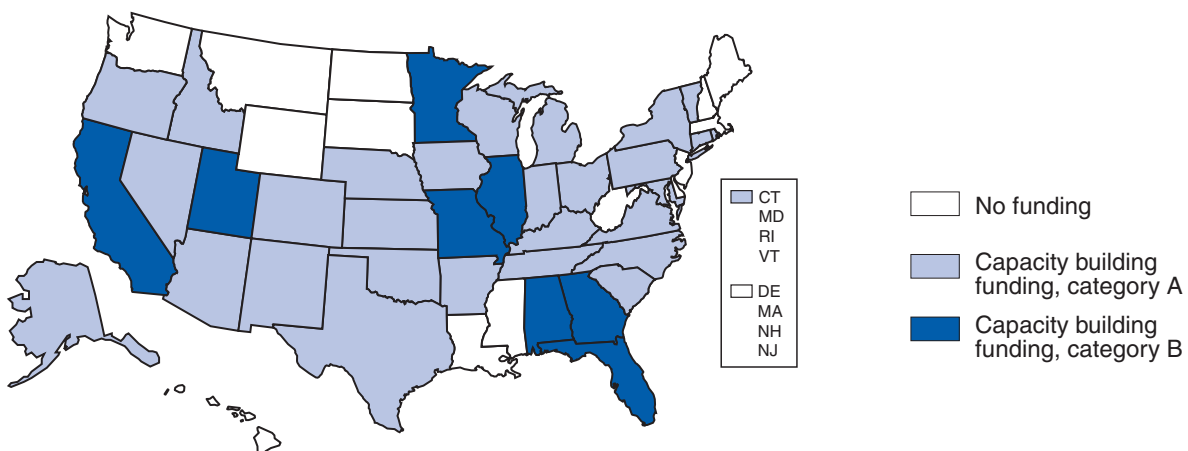 CT
MD
RI
VT
DE
MA
NH
NJ
No funding
Capacity building
funding, category A
Capacity building
funding, category B